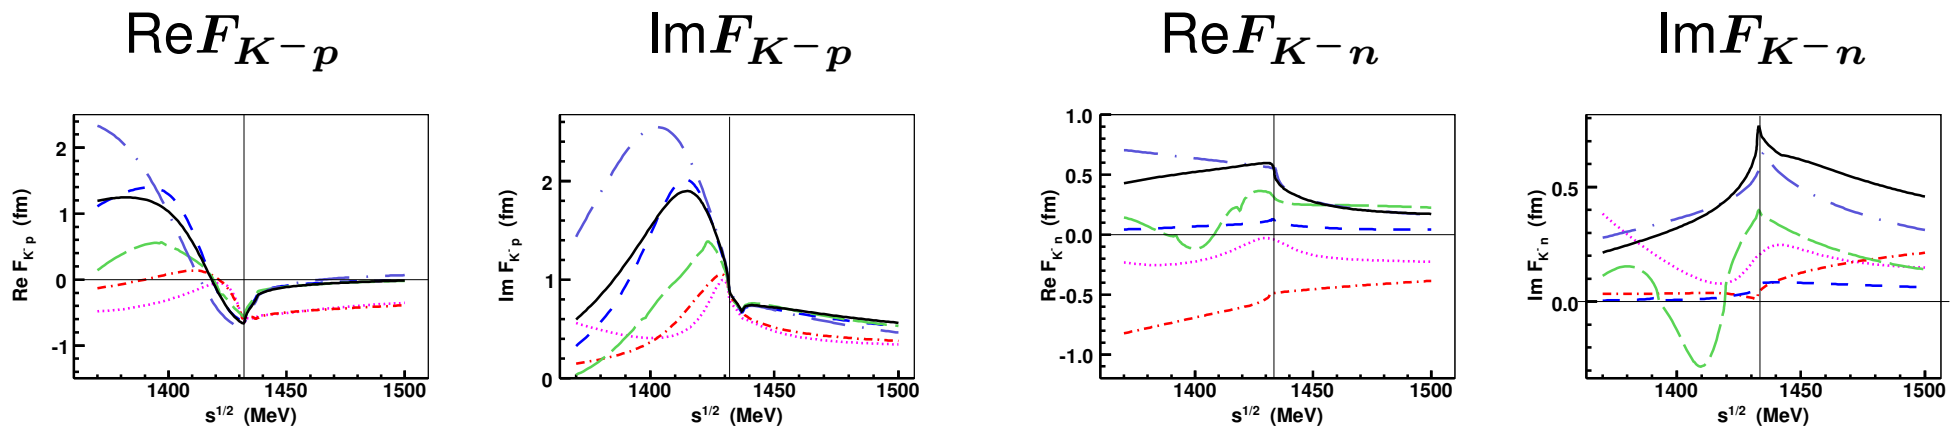 ReF_{K^-p}
ImF_{K^-p}
ReF_{K^-n}
ImF_{K^-n}
Re F_{K^-p} (fm)
2
1
0
-1
1400 1450 1500
s^{1/2} (MeV)
Im F_{K^-p} (fm)
2
1
0
1400 1450 1500
s^{1/2} (MeV)
Re F_{K^-n} (fm)
1.0
0.5
0.0
-0.5
-1.0
1400 1450 1500
s^{1/2} (MeV)
Im F_{K^-n} (fm)
0.5
0.0
1400 1450 1500
s^{1/2} (MeV)